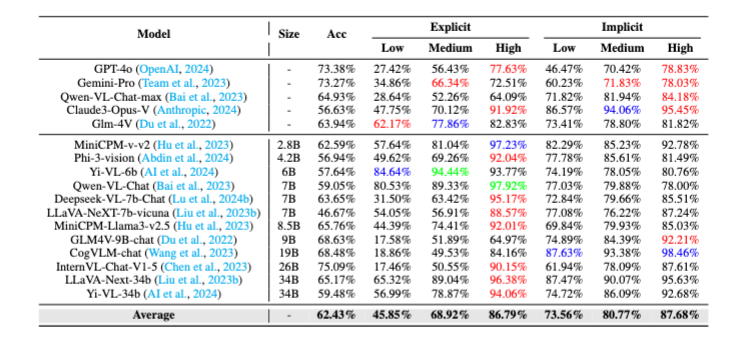 Model Size Acc Explicit Implicit
Low Medium High Low Medium High
GPT-4o (OpenAI, 2024) - 73.38% 27.42% 56.43% 77.63% 46.47% 70.42% 78.83%
Gemini-Pro (Team et al., 2023) - 73.27% 34.86% 66.34% 72.51% 60.23% 71.83% 78.03%
Qwen-VL-Chat-max (Bai et al., 2023) - 64.93% 28.64% 52.26% 64.09% 71.82% 81.94% 84.18%
Claude3-Opus-V (Anthropic, 2024) - 56.63% 47.75% 70.12% 91.92% 86.57% 94.06% 95.45%
Glm-4V (Du et al., 2022) - 63.94% 62.17% 77.86% 82.83% 73.41% 78.80% 81.82%
MiniCPM-v-v2 (Hu et al., 2023) 2.8B 62.59% 57.64% 81.04% 97.23% 82.29% 85.23% 92.78%
Phi-3-vision (Abdin et al., 2024) 4.2B 56.94% 49.62% 69.26% 92.04% 77.78% 85.61% 81.49%
Yi-VL-6b (AI et al., 2024) 6B 57.64% 84.64% 94.44% 93.77% 74.19% 78.05% 80.76%
Qwen-VL-Chat (Bai et al., 2023) 7B 59.05% 80.53% 89.33% 97.92% 77.03% 79.88% 78.00%
Deepseek-VL-7b-Chat (Lu et al., 2024b) 7B 63.65% 31.50% 63.42% 95.17% 72.84% 79.66% 85.51%
LLaVA-NeXT-7b-vicuna (Liu et al., 2023b) 7B 46.67% 54.05% 56.91% 88.57% 77.08% 76.22% 87.24%
MiniCPM-Llama3-v2.5 (Hu et al., 2023) 8.5B 65.76% 44.39% 74.41% 92.01% 69.84% 79.93% 85.03%
GLM4V-9B-chat (Du et al., 2022) 9B 68.63% 17.58% 51.89% 64.97% 74.89% 84.39% 92.21%
CogVLM-chat (Wang et al., 2023) 19B 68.48% 18.86% 49.53% 84.16% 87.63% 93.38% 98.46%
InternVL-Chat-V1-5 (Chen et al., 2023) 26B 75.09% 17.46% 50.55% 90.15% 61.94% 78.09% 87.61%
LLaVA-Next-34b (Liu et al., 2023b) 34B 65.17% 65.32% 89.04% 96.38% 87.47% 90.07% 95.63%
Yi-VL-34b (AI et al., 2024) 34B 59.48% 56.99% 78.87% 94.06% 74.72% 86.09% 92.68%
Average - 62.43% 45.85% 68.92% 86.79% 73.56% 80.77% 87.68%